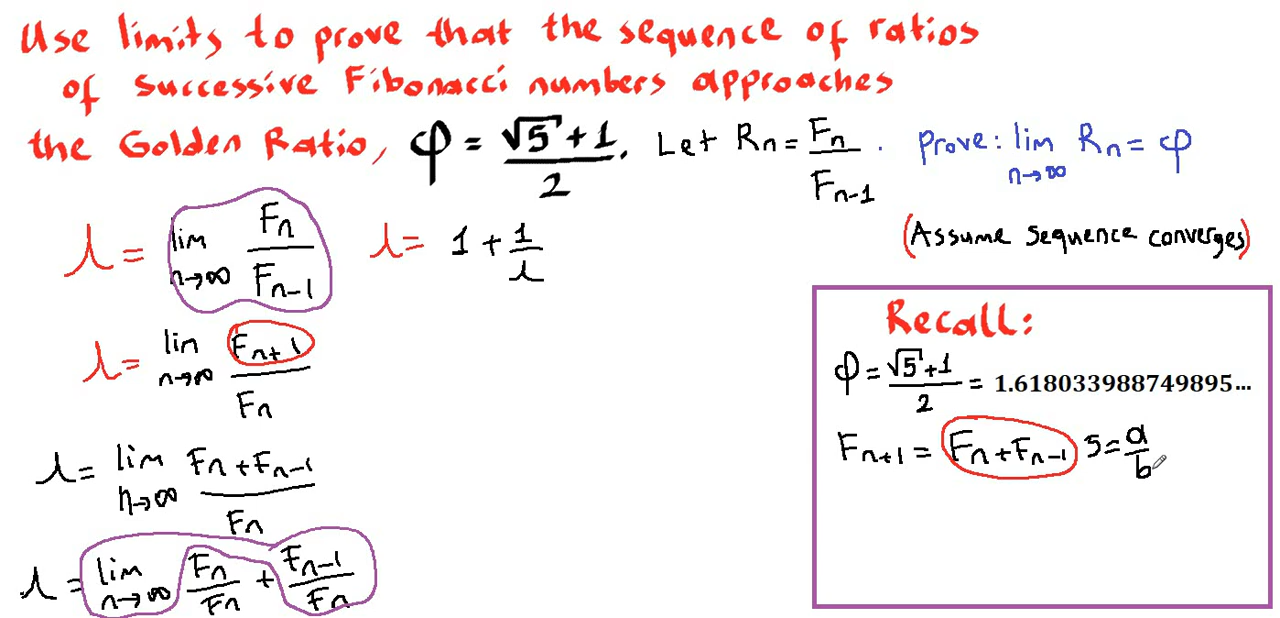 Use limits to prove that the sequence of ratios
of successive Fibonacci numbers approaches
the Golden Ratio, φ = (√5 + 1)/2. Let Rn = Fn/Fn-1. Prove: lim n→∞ Rn = φ
(Assume sequence converges)
λ = lim n→∞ Fn/Fn-1
λ = 1 + 1/λ
λ = lim n→∞ Fn+1/Fn
λ = lim n→∞ (Fn + Fn-1)/Fn
λ = lim n→∞ Fn/Fn + Fn-1/Fn
Recall:
φ = (√5 + 1)/2 = 1.618033988749895...
Fn+1 = Fn + Fn-1 5 = a/b